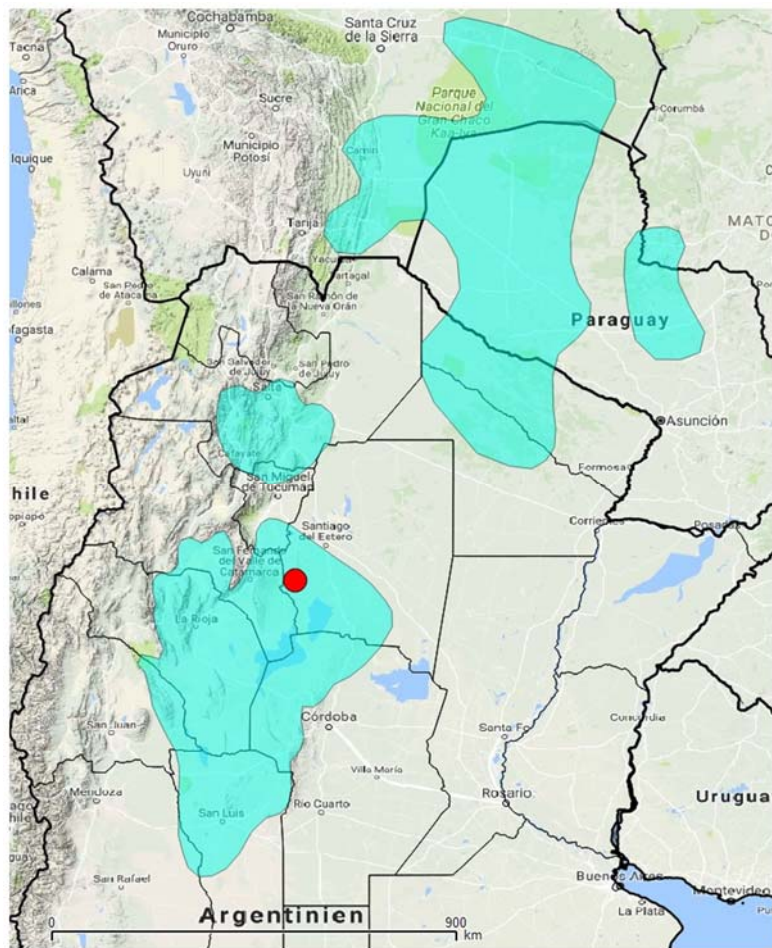 Cochabamba
Tacna
Municipio
Oruro
Santa Cruz
de la Sierra
Arica
Sucre
Parque
Nacional del
Gran Chaco
Kaa-Iya
Corumbá
Iquique
Municipio
Potosí
Camiri
Uyuni
Tarija
MATO
DO
Yacuiba
Tartagal
Calama
San Pedro
de Atacama
San Ramón de
la Nueva Orán
Paraguay
San Salvador
de Jujuy
San Pedro
de Jujuy
Salta
Asunción
Cafayate
San Miguel
de Tucumán
hile
Formosa
Santiago
del Estero
Corrientes
Posadas
San Fernando
del Valle de
Catamarca
La Rioja
San Juan
Córdoba
Santa Fe
Concordia
Villa María
Mendoza
Rosario
San Luis
Río Cuarto
Urugua
San Rafael
Buenos Aires
0
Argentinien
900
km
La Plata
Montevideo